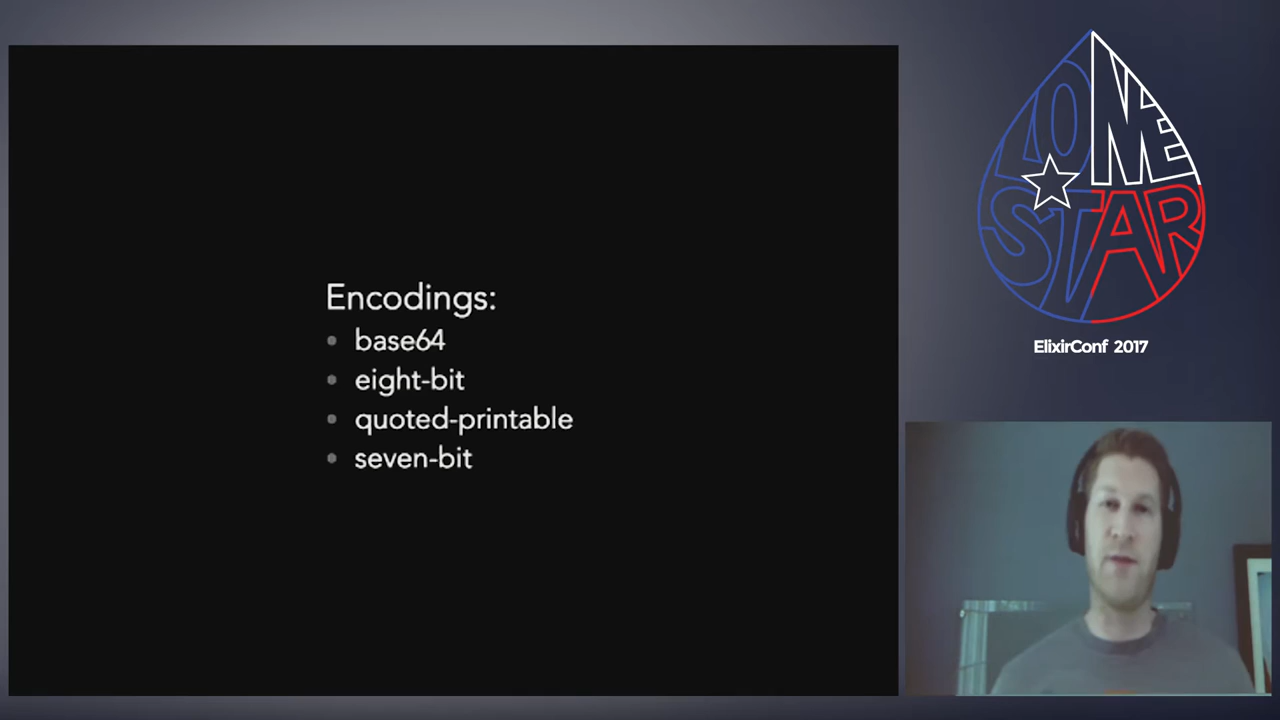 Encodings:
base64
eight-bit
quoted-printable
seven-bit
LONE
STAR
ElixirConf 2017